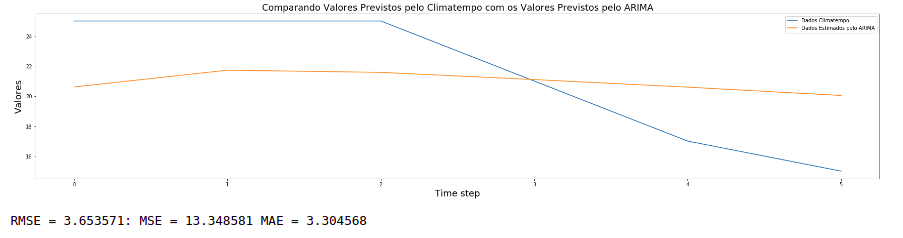 Comparando Valores Previstos pelo Climatempo com os Valores Previstos pelo ARIMA
Dados Climatempo
Dados Estimados pelo ARIMA
24
22
20
18
16
Valores
0 1 2 3 4 5
Time step
RMSE = 3.653571: MSE = 13.348581 MAE = 3.304568